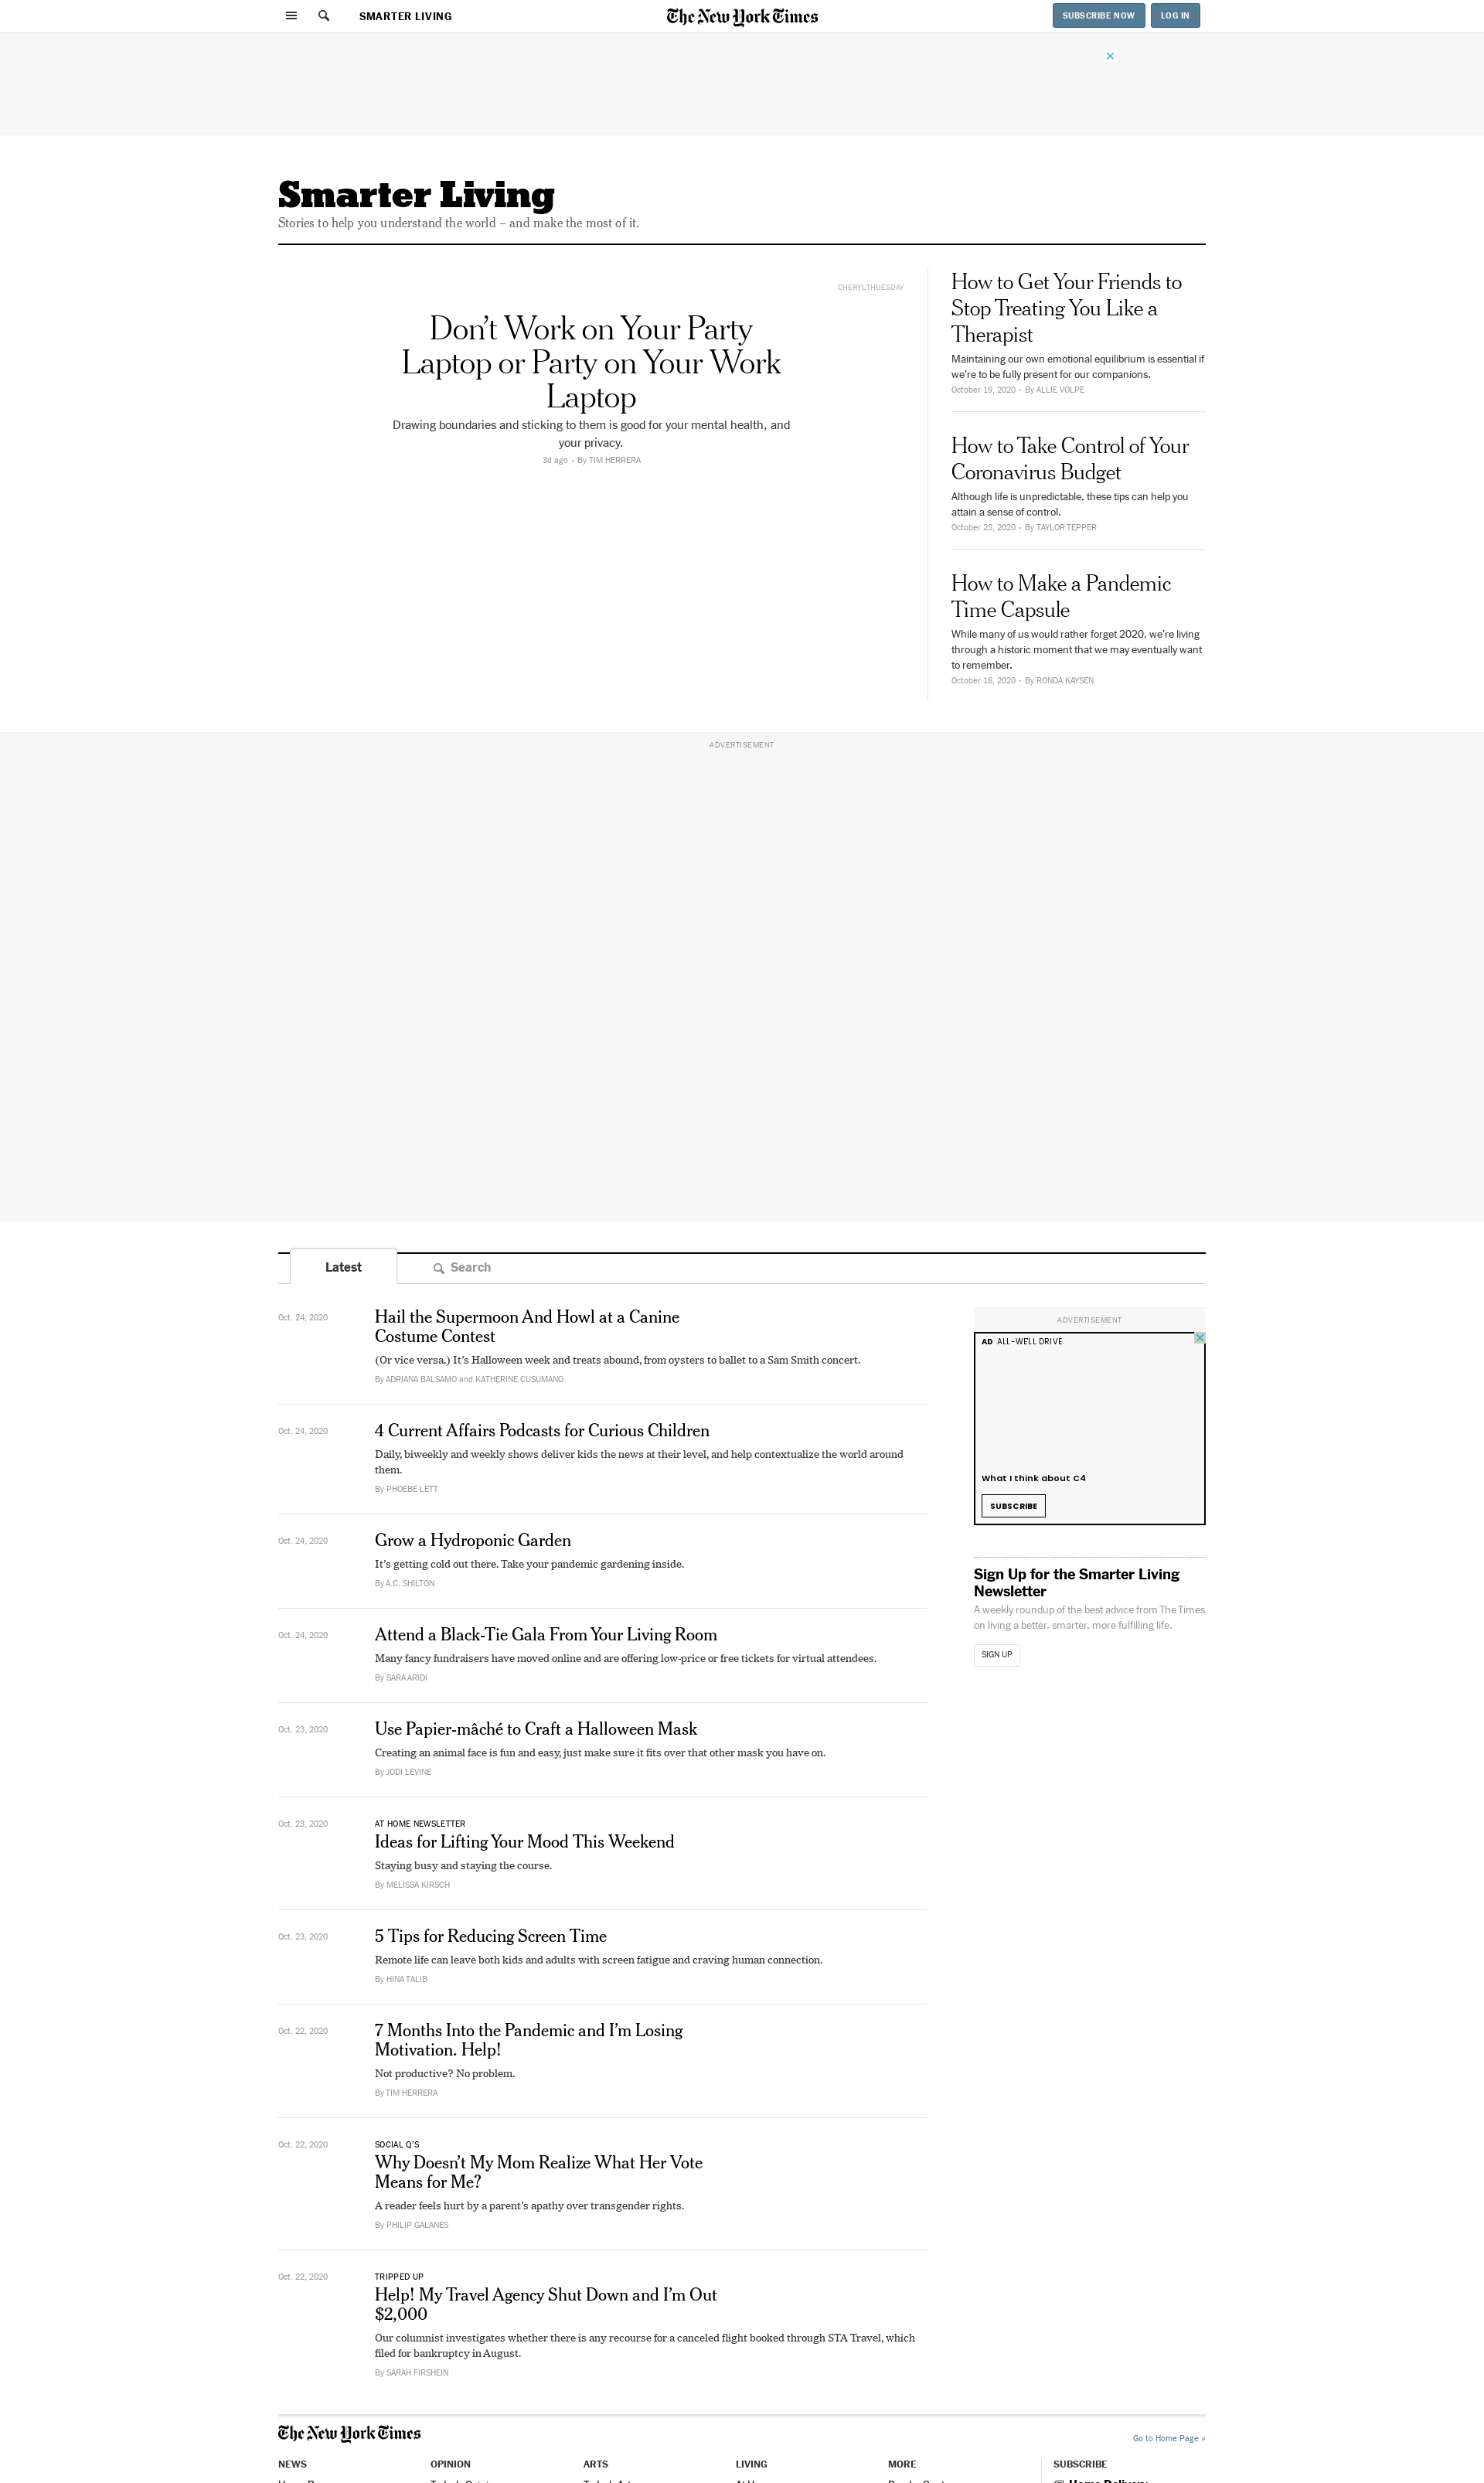 SMARTER LIVING
The New York Times
SUBSCRIBE NOW
LOG IN
Smarter Living
Stories to help you understand the world – and make the most of it.
CHERYLTHUESDAY
Don’t Work on Your Party
Laptop or Party on Your Work
Laptop
Drawing boundaries and sticking to them is good for your mental health, and
your privacy.
3d ago • By TIM HERRERA
How to Get Your Friends to
Stop Treating You Like a
Therapist
Maintaining our own emotional equilibrium is essential if
we’re to be fully present for our companions.
October 19, 2020 • By ALLIE VOLPE
How to Take Control of Your
Coronavirus Budget
Although life is unpredictable, these tips can help you
attain a sense of control.
October 23, 2020 • By TAYLOR TEPPER
How to Make a Pandemic
Time Capsule
While many of us would rather forget 2020, we’re living
through a historic moment that we may eventually want
to remember.
October 18, 2020 • By RONDA KAYSEN
ADVERTISEMENT
Latest
Search
Oct. 24, 2020
Hail the Supermoon And Howl at a Canine
Costume Contest
(Or vice versa.) It’s Halloween week and treats abound, from oysters to ballet to a Sam Smith concert.
By ADRIANA BALSAMO and KATHERINE CUSUMANO
Oct. 24, 2020
4 Current Affairs Podcasts for Curious Children
Daily, biweekly and weekly shows deliver kids the news at their level, and help contextualize the world around
them.
By PHOEBE LETT
Oct. 24, 2020
Grow a Hydroponic Garden
It’s getting cold out there. Take your pandemic gardening inside.
By A.C. SHILTON
Oct. 24, 2020
Attend a Black-Tie Gala From Your Living Room
Many fancy fundraisers have moved online and are offering low-price or free tickets for virtual attendees.
By SARA ARIDI
Oct. 23, 2020
Use Papier-mâché to Craft a Halloween Mask
Creating an animal face is fun and easy, just make sure it fits over that other mask you have on.
By JODI LEVINE
Oct. 23, 2020
AT HOME NEWSLETTER
Ideas for Lifting Your Mood This Weekend
Staying busy and staying the course.
By MELISSA KIRSCH
Oct. 23, 2020
5 Tips for Reducing Screen Time
Remote life can leave both kids and adults with screen fatigue and craving human connection.
By HINA TALIB
Oct. 22, 2020
7 Months Into the Pandemic and I’m Losing
Motivation. Help!
Not productive? No problem.
By TIM HERRERA
Oct. 22, 2020
SOCIAL Q’S
Why Doesn’t My Mom Realize What Her Vote
Means for Me?
A reader feels hurt by a parent’s apathy over transgender rights.
By PHILIP GALANES
Oct. 22, 2020
TRIPPED UP
Help! My Travel Agency Shut Down and I’m Out
$2,000
Our columnist investigates whether there is any recourse for a canceled flight booked through STA Travel, which
filed for bankruptcy in August.
By SARAH FIRSHEIN
ADVERTISEMENT
AD ALL-WELL DRIVE
What I think about C4
SUBSCRIBE
Sign Up for the Smarter Living
Newsletter
A weekly roundup of the best advice from The Times
on living a better, smarter, more fulfilling life.
SIGN UP
The New York Times
Go to Home Page »
NEWS
OPINION
ARTS
LIVING
MORE
SUBSCRIBE